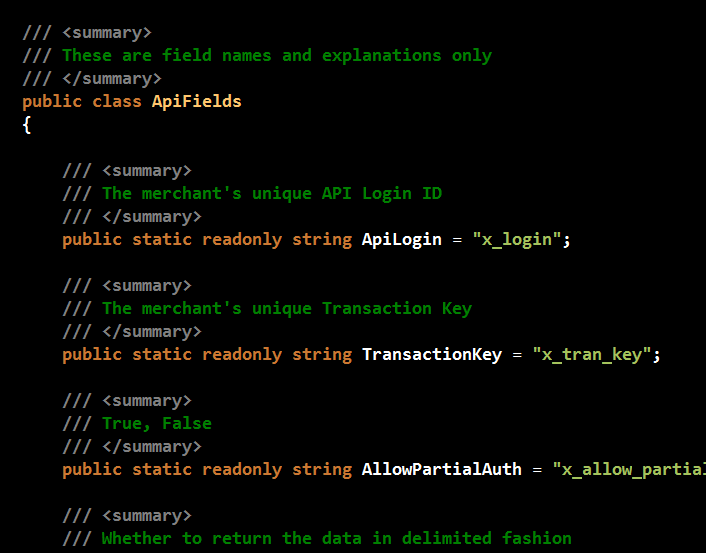 /// <summary>
/// These are field names and explanations only
/// </summary>
public class ApiFields
{
/// <summary>
/// The merchant's unique API Login ID
/// </summary>
public static readonly string ApiLogin = "x_login";
/// <summary>
/// The merchant's unique Transaction Key
/// </summary>
public static readonly string TransactionKey = "x_tran_key";
/// <summary>
/// True, False
/// </summary>
public static readonly string AllowPartialAuth = "x_allow_partial
/// <summary>
/// Whether to return the data in delimited fashion